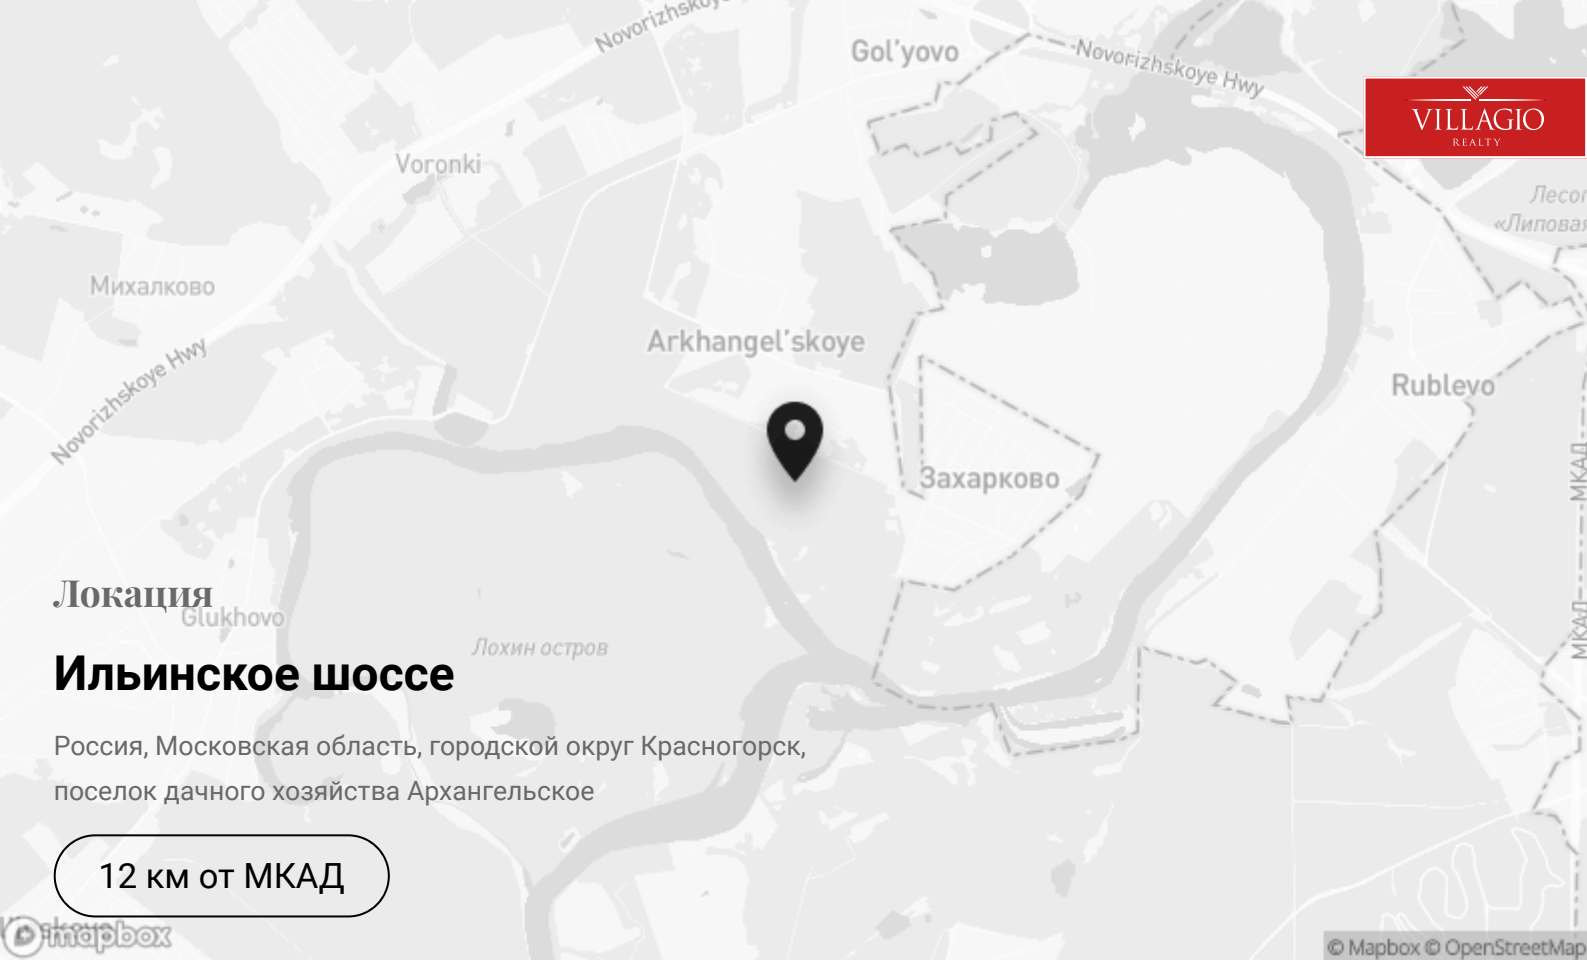 Novorizhskoye
Gol'yovo
Novorizhskoye Hwy
VILLAGIO
REALTY
Voronki
«Липовая
Михалково
Arkhangel'skoye
Novorizhskoye Hwy
Rublevo
Захарково
МКАД
Локация
Glukhovo
МКАД
Лохин остров
Ильинское шоссе
Россия, Московская область, городской округ Красногорск,
поселок дачного хозяйства Архангельское
12 км от МКАД
mapbox
© Mapbox © OpenStreetMap